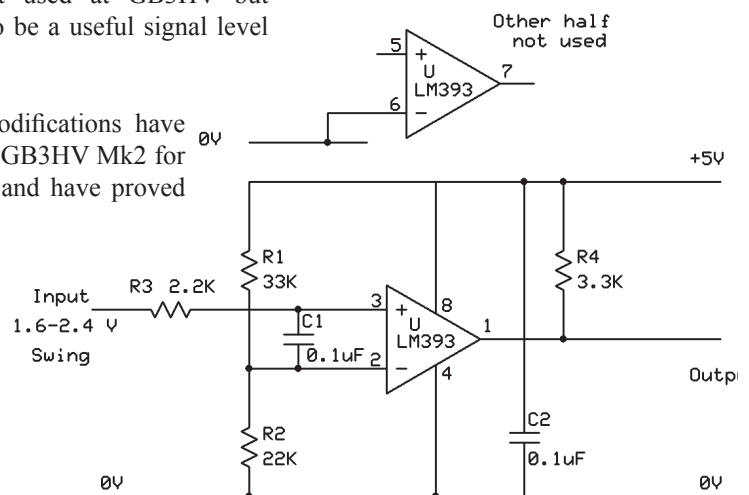 used at GB3HV but
be a useful signal level
have
GB3HV Mk2 for
and have proved
Other half
not used
5
+
U
LM393
7
6
−
0V
+5V
R1
33K
R3 2.2K
Input
1.6-2.4 V
Swing
C1
0.1uF
3
+
U
LM393
2
−
8
1
4
R4
3.3K
R2
22K
C2
0.1uF
0V
0V